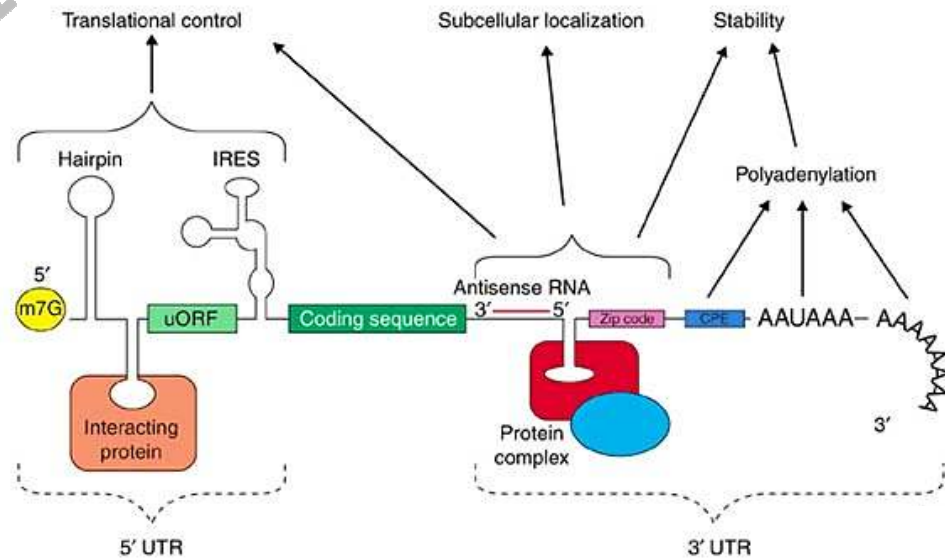 Translational control
Subcellular localization
Stability
Hairpin
IRES
Polyadenylation
5′
m7G
uORF
Coding sequence
Antisense RNA
3′
5′
Zip code
CPE
AAUAAA– AAAAAAAA
3′
Interacting
protein
Protein
complex
5′ UTR
3′ UTR